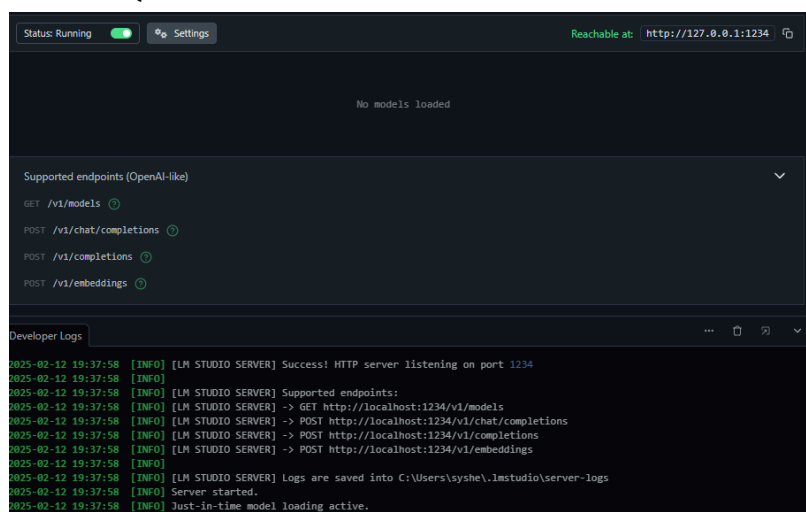 Status: Running Settings Reachable at: http://127.0.0.1:1234
No models loaded
Supported endpoints (OpenAI-like)
GET /v1/models
POST /v1/chat/completions
POST /v1/completions
POST /v1/embeddings
Developer Logs
2025-02-12 19:37:58 [INFO] [LM STUDIO SERVER] Success! HTTP server listening on port 1234
2025-02-12 19:37:58 [INFO]
2025-02-12 19:37:58 [INFO] [LM STUDIO SERVER] Supported endpoints:
2025-02-12 19:37:58 [INFO] [LM STUDIO SERVER] -> GET http://localhost:1234/v1/models
2025-02-12 19:37:58 [INFO] [LM STUDIO SERVER] -> POST http://localhost:1234/v1/chat/completions
2025-02-12 19:37:58 [INFO] [LM STUDIO SERVER] -> POST http://localhost:1234/v1/completions
2025-02-12 19:37:58 [INFO] [LM STUDIO SERVER] -> POST http://localhost:1234/v1/embeddings
2025-02-12 19:37:58 [INFO]
2025-02-12 19:37:58 [INFO] [LM STUDIO SERVER] Logs are saved into C:\Users\syshe\.lmstudio\server-logs
2025-02-12 19:37:58 [INFO] Server started.
2025-02-12 19:37:58 [INFO] Just-in-time model loading active.